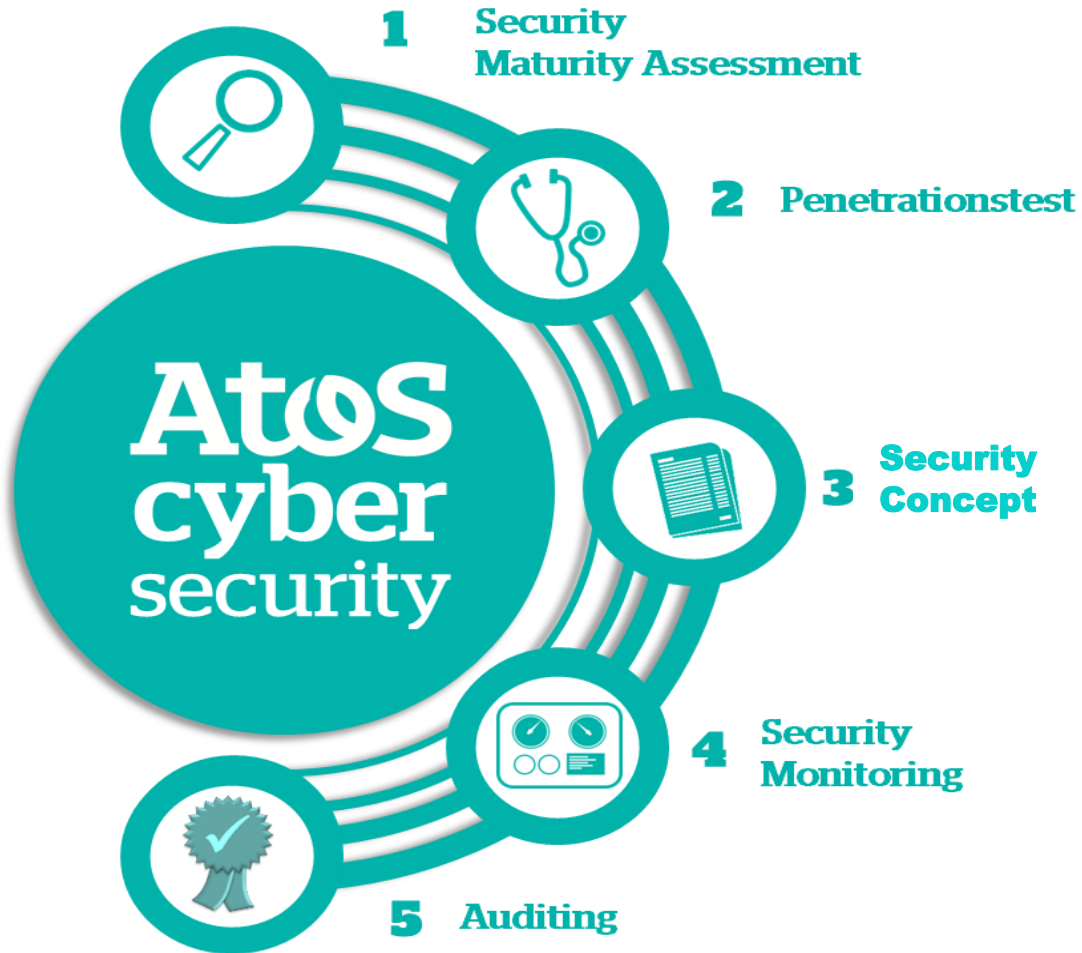 1 Security
Maturity Assessment
2 Penetrationstest
AtoS
cyber
security
3 Security
Concept
4 Security
Monitoring
5 Auditing